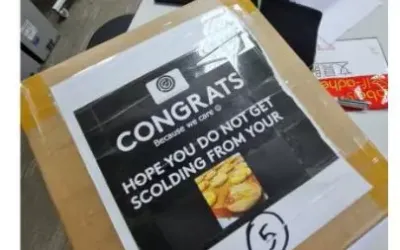 CONGRATS
Because we care ☺
HOPE YOU DO NOT GET
SCOLDING FROM YOUR
5